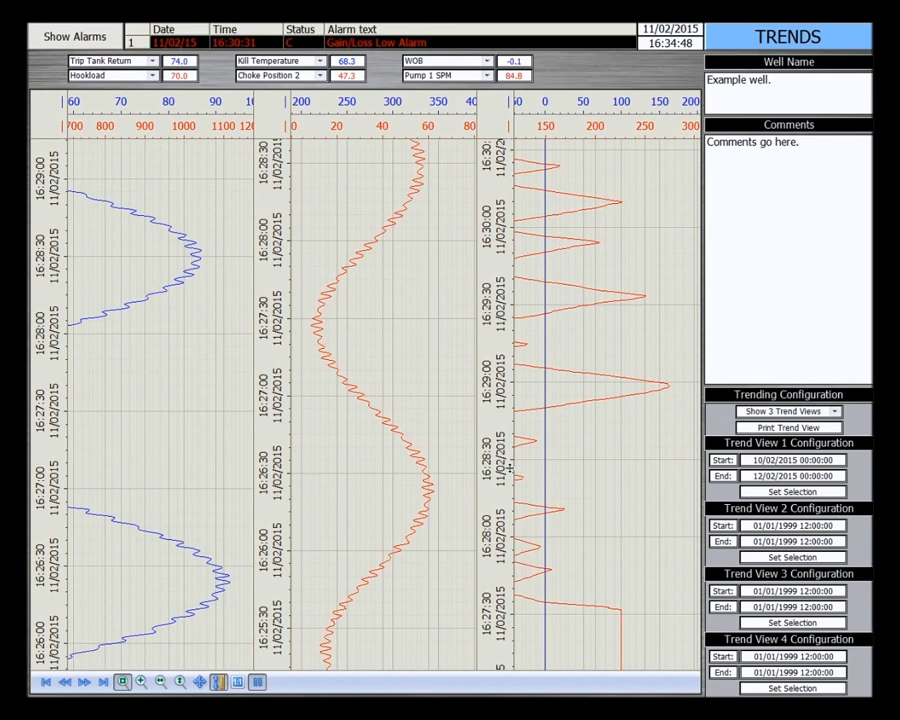 Show Alarms
Date Time Status Alarm text
1 11/02/15 16:30:31 C Gain/Loss Low Alarm
11/02/2015
16:34:48
TRENDS
Trip Tank Return 74.0 Kill Temperature 68.3 WOB -0.1
Hookload 70.0 Choke Position 2 47.3 Pump 1 SPM 84.8
60 70 80 90 10
700 800 900 1000 1100 120
16:29:00
11/02/2015
16:28:30
11/02/2015
16:28:00
11/02/2015
16:27:30
11/02/2015
16:27:00
11/02/2015
16:26:30
11/02/2015
16:26:00
11/02/2015
200 250 300 350 400
0 20 40 60 80
16:28:30
11/02/2015
16:28:00
11/02/2015
16:27:30
11/02/2015
16:27:00
11/02/2015
16:26:30
11/02/2015
16:26:00
11/02/2015
16:25:30
11/02/2015
50 0 50 100 150 200
150 200 250 300
16:30:
11/02/2
16:30:00
11/02/2015
16:29:30
11/02/2015
16:29:00
11/02/2015
16:28:30
11/02/2015
16:28:00
11/02/2015
16:27:30
11/02/2015
5
Well Name
Example well.
Comments
Comments go here.
Trending Configuration
Show 3 Trend Views
Print Trend View
Trend View 1 Configuration
Start: 10/02/2015 00:00:00
End: 12/02/2015 00:00:00
Set Selection
Trend View 2 Configuration
Start: 01/01/1999 12:00:00
End: 01/01/1999 12:00:00
Set Selection
Trend View 3 Configuration
Start: 01/01/1999 12:00:00
End: 01/01/1999 12:00:00
Set Selection
Trend View 4 Configuration
Start: 01/01/1999 12:00:00
End: 01/01/1999 12:00:00
Set Selection